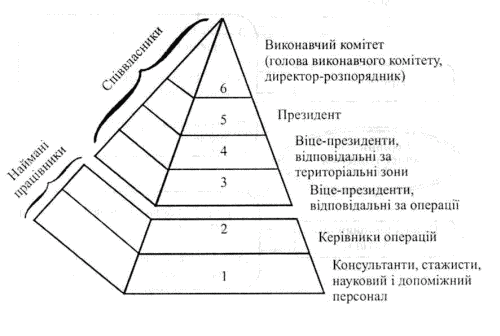 Співвласники
Наймані
працівники
6
5
4
3
2
1
Виконавчий комітет
(голова виконавчого комітету,
директор-розпорядник)
Президент
Віце-президенти,
відповідальні за
територіальні зони
Віце-президенти,
відповідальні за операції
Керівники операцій
Консультанти, стажисти,
науковий і допоміжний
персонал